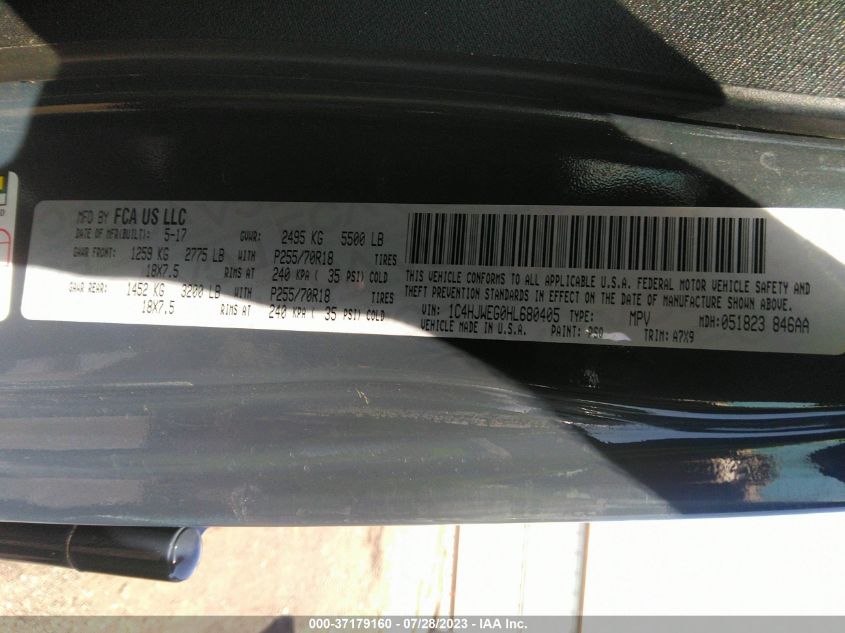 MFD BY FCA US LLC
DATE OF MFR(BUILT): 5-17 GVWR: 2495 KG 5500 LB
GAWR FRONT: 1259 KG 2775 LB WITH P255/70R18 TIRES
18X7.5 RIMS AT 240 KPA ( 35 PSI) COLD
GAWR REAR: 1452 KG 3200 LB WITH P255/70R18 TIRES
18X7.5 RIMS AT 240 KPA ( 35 PSI) COLD
THIS VEHICLE CONFORMS TO ALL APPLICABLE U.S.A. FEDERAL MOTOR VEHICLE SAFETY AND
THEFT PREVENTION STANDARDS IN EFFECT ON THE DATE OF MANUFACTURE SHOWN ABOVE.
VIN: 1C4HJWEG0HL680405 TYPE: MPV MDH: 051823 846AA
VEHICLE MADE IN U.S.A. PAINT: TRIM: A7X9
000-37179160 - 07/28/2023 - IAA Inc.